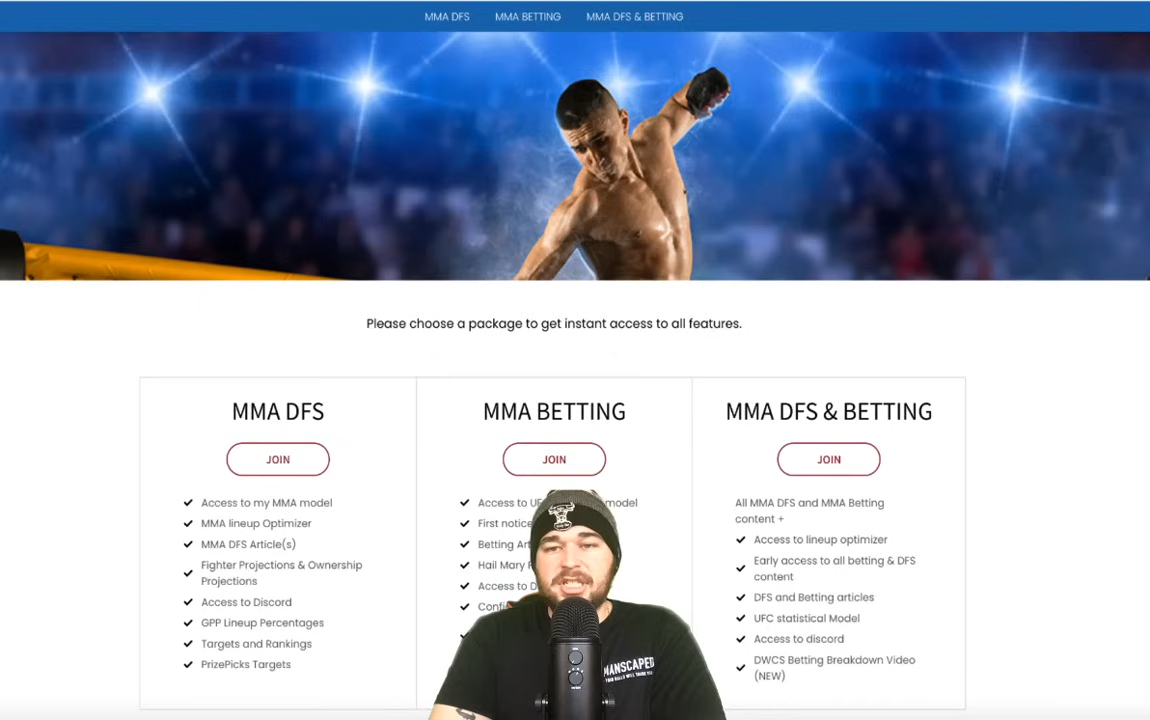 MMA DFS MMA BETTING MMA DFS & BETTING
Please choose a package to get instant access to all features.
MMA DFS
JOIN
Access to my MMA model
MMA lineup Optimizer
MMA DFS Article(s)
Fighter Projections & Ownership
Projections
Access to Discord
GPP Lineup Percentages
Targets and Rankings
PrizePicks Targets
MMA BETTING
JOIN
Access to model
First notice
Betting
Hail Mary
Access to
MMA DFS & BETTING
JOIN
All MMA DFS and MMA Betting
content +
Access to lineup optimizer
Early access to all betting & DFS
content
DFS and Betting articles
UFC statistical Model
Access to discord
DWCS Betting Breakdown Video
(NEW)
MANSCAPED